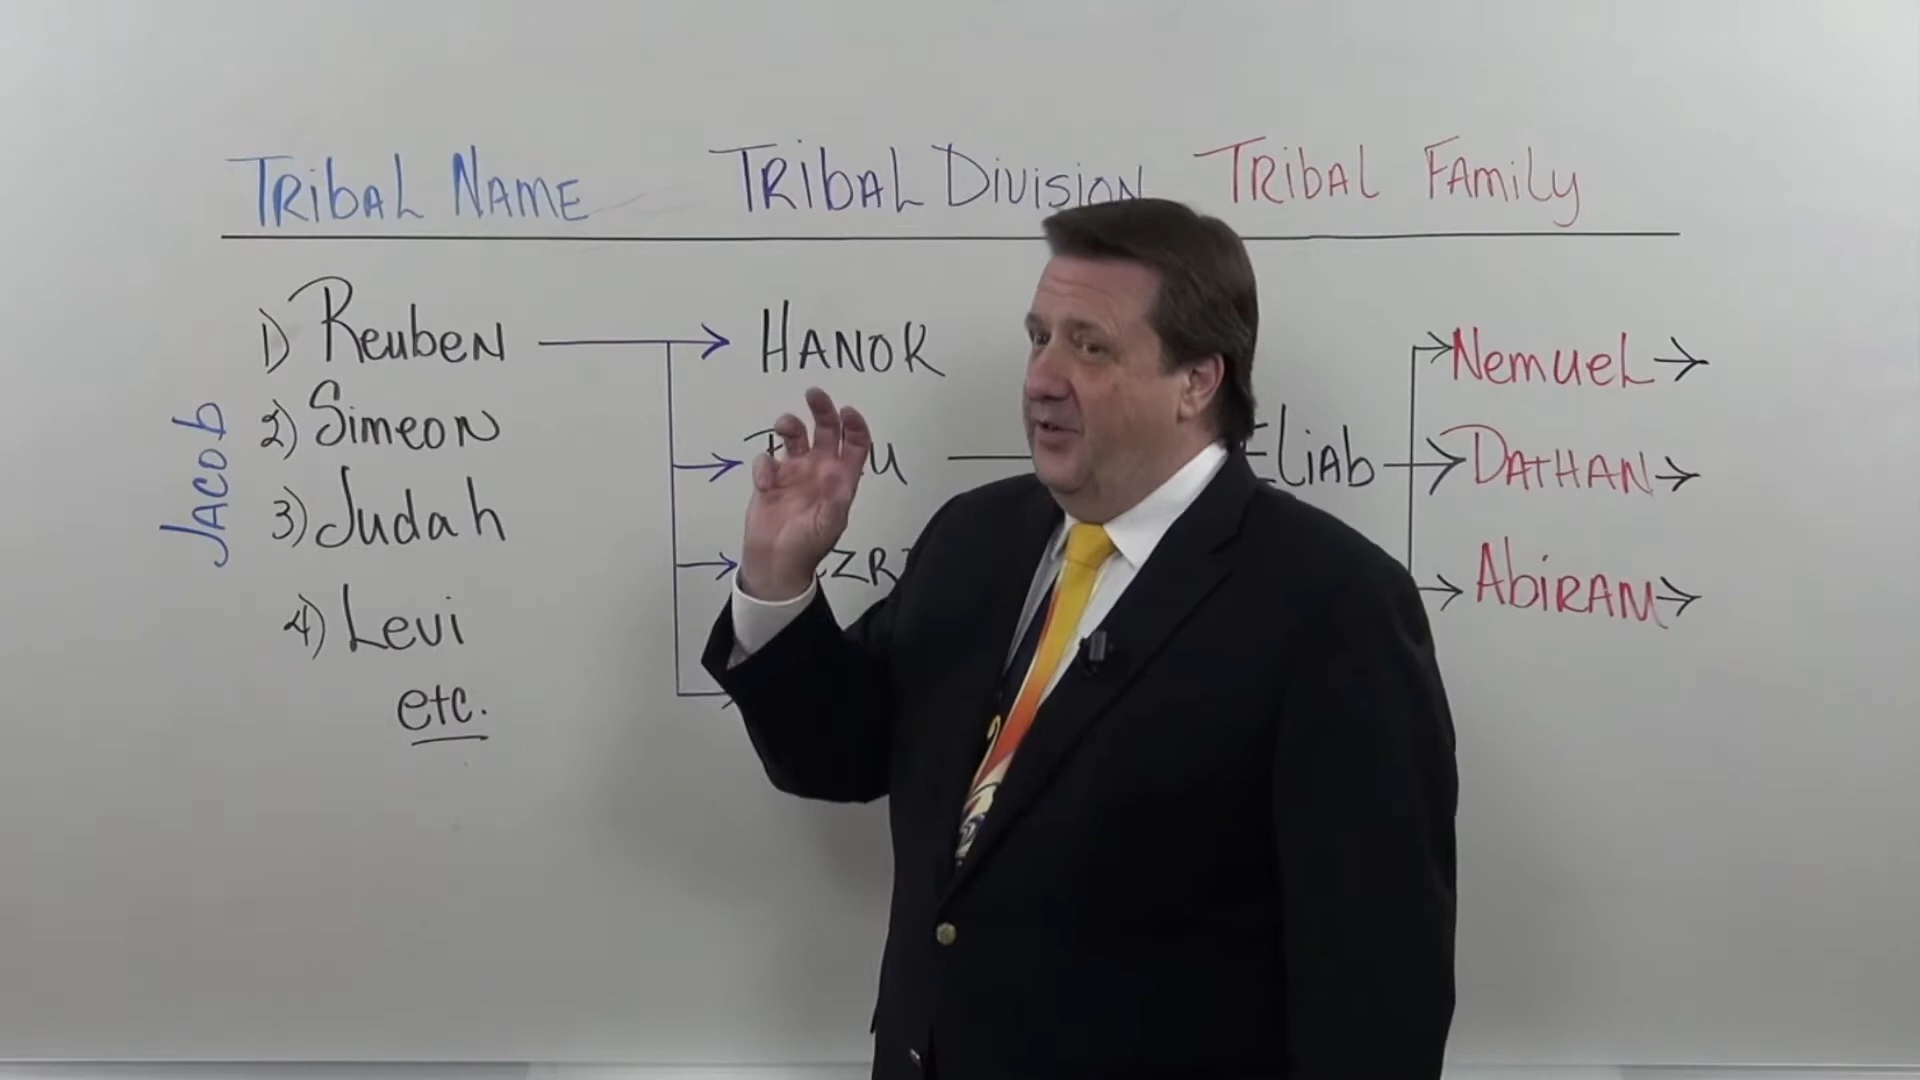 Tribal Name Tribal Division Tribal Family
Jacob
1) Reuben
2) Simeon
3) Judah
4) Levi
etc.
HANOK
Eliab
Nemuel
Dathan
Abiram